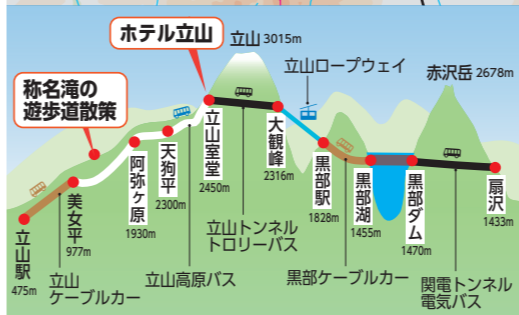 ホテル立山
立山 3015m
称名滝の
遊歩道散策
立山ロープウェイ
赤沢岳 2678m
立山駅
475m
美女平
977m
阿弥ヶ原
1930m
天狗平
2300m
立山室堂
2450m
大観峰
2316m
黒部駅
1828m
黒部湖
1455m
黒部ダム
1470m
扇沢
1433m
立山
ケーブルカー
立山高原バス
立山トンネル
トロリーバス
黒部ケーブルカー
関電トンネル
電気バス